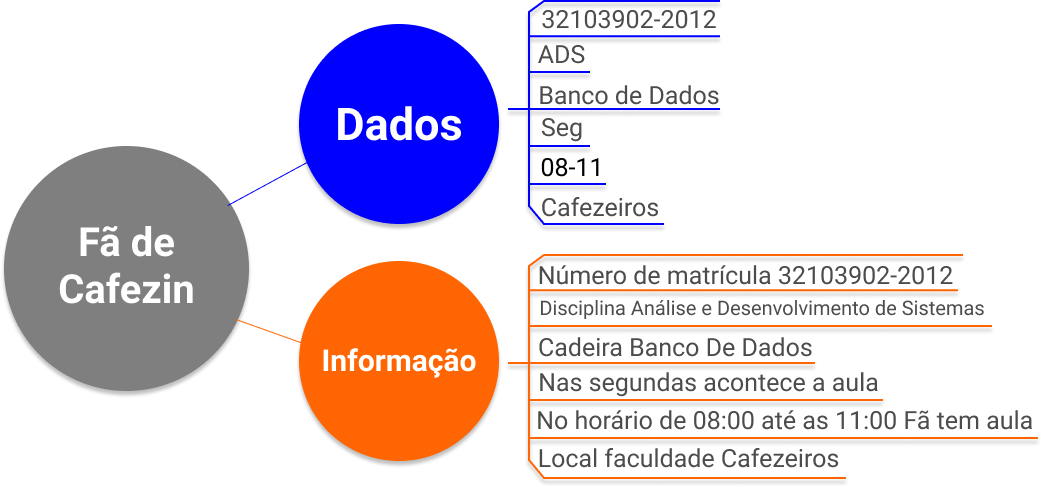 Fã de
Cafezin
Dados
32103902-2012
ADS
Banco de Dados
Seg
08-11
Cafezeiros
Informação
Número de matrícula 32103902-2012
Disciplina Análise e Desenvolvimento de Sistemas
Cadeira Banco De Dados
Nas segundas acontece a aula
No horário de 08:00 até as 11:00 Fã tem aula
Local faculdade Cafezeiros